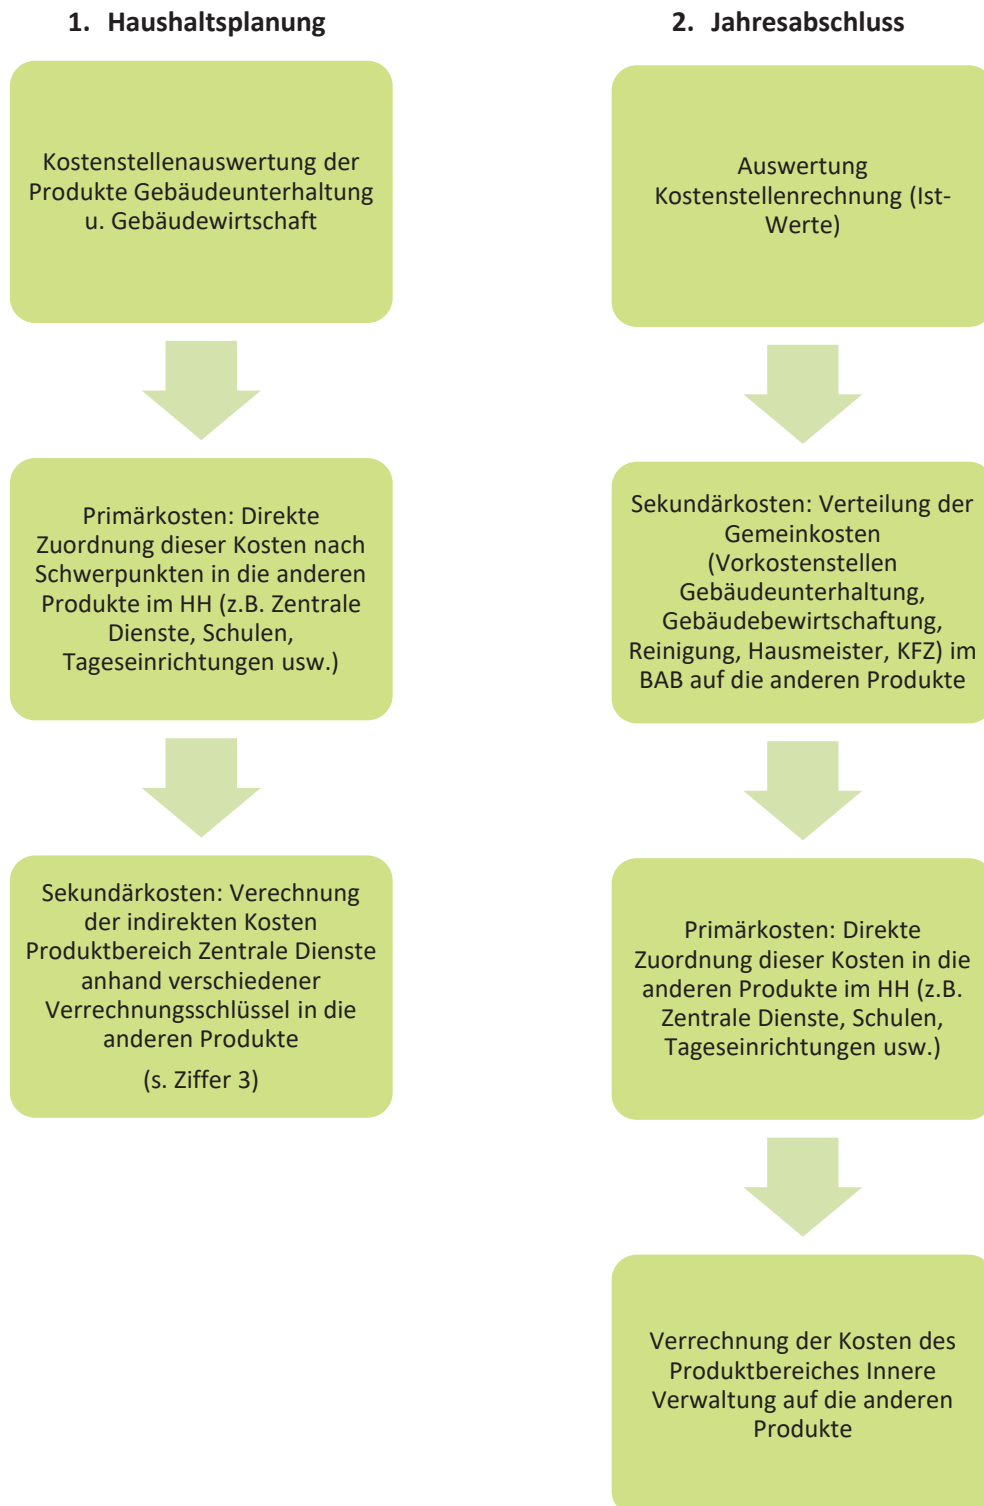 1. Haushaltsplanung
Kostenstellenauswertung der
Produkte Gebäudeunterhaltung
u. Gebäudewirtschaft
Primärkosten: Direkte
Zuordnung dieser Kosten nach
Schwerpunkten in die anderen
Produkte im HH (z.B. Zentrale
Dienste, Schulen,
Tageseinrichtungen usw.)
Sekundärkosten: Verrechnung
der indirekten Kosten
Produktbereich Zentrale Dienste
anhand verschiedener
Verrechnungsschlüssel in die
anderen Produkte
(s. Ziffer 3)
2. Jahresabschluss
Auswertung
Kostenstellenrechnung (Ist-
Werte)
Sekundärkosten: Verteilung der
Gemeinkosten
(Vorkostenstellen
Gebäudeunterhaltung,
Gebäudebewirtschaftung,
Reinigung, Hausmeister, KFZ) im
BAB auf die anderen Produkte
Primärkosten: Direkte
Zuordnung dieser Kosten in die
anderen Produkte im HH (z.B.
Zentrale Dienste, Schulen,
Tageseinrichtungen usw.)
Verrechnung der Kosten des
Produktbereiches Innere
Verwaltung auf die anderen
Produkte